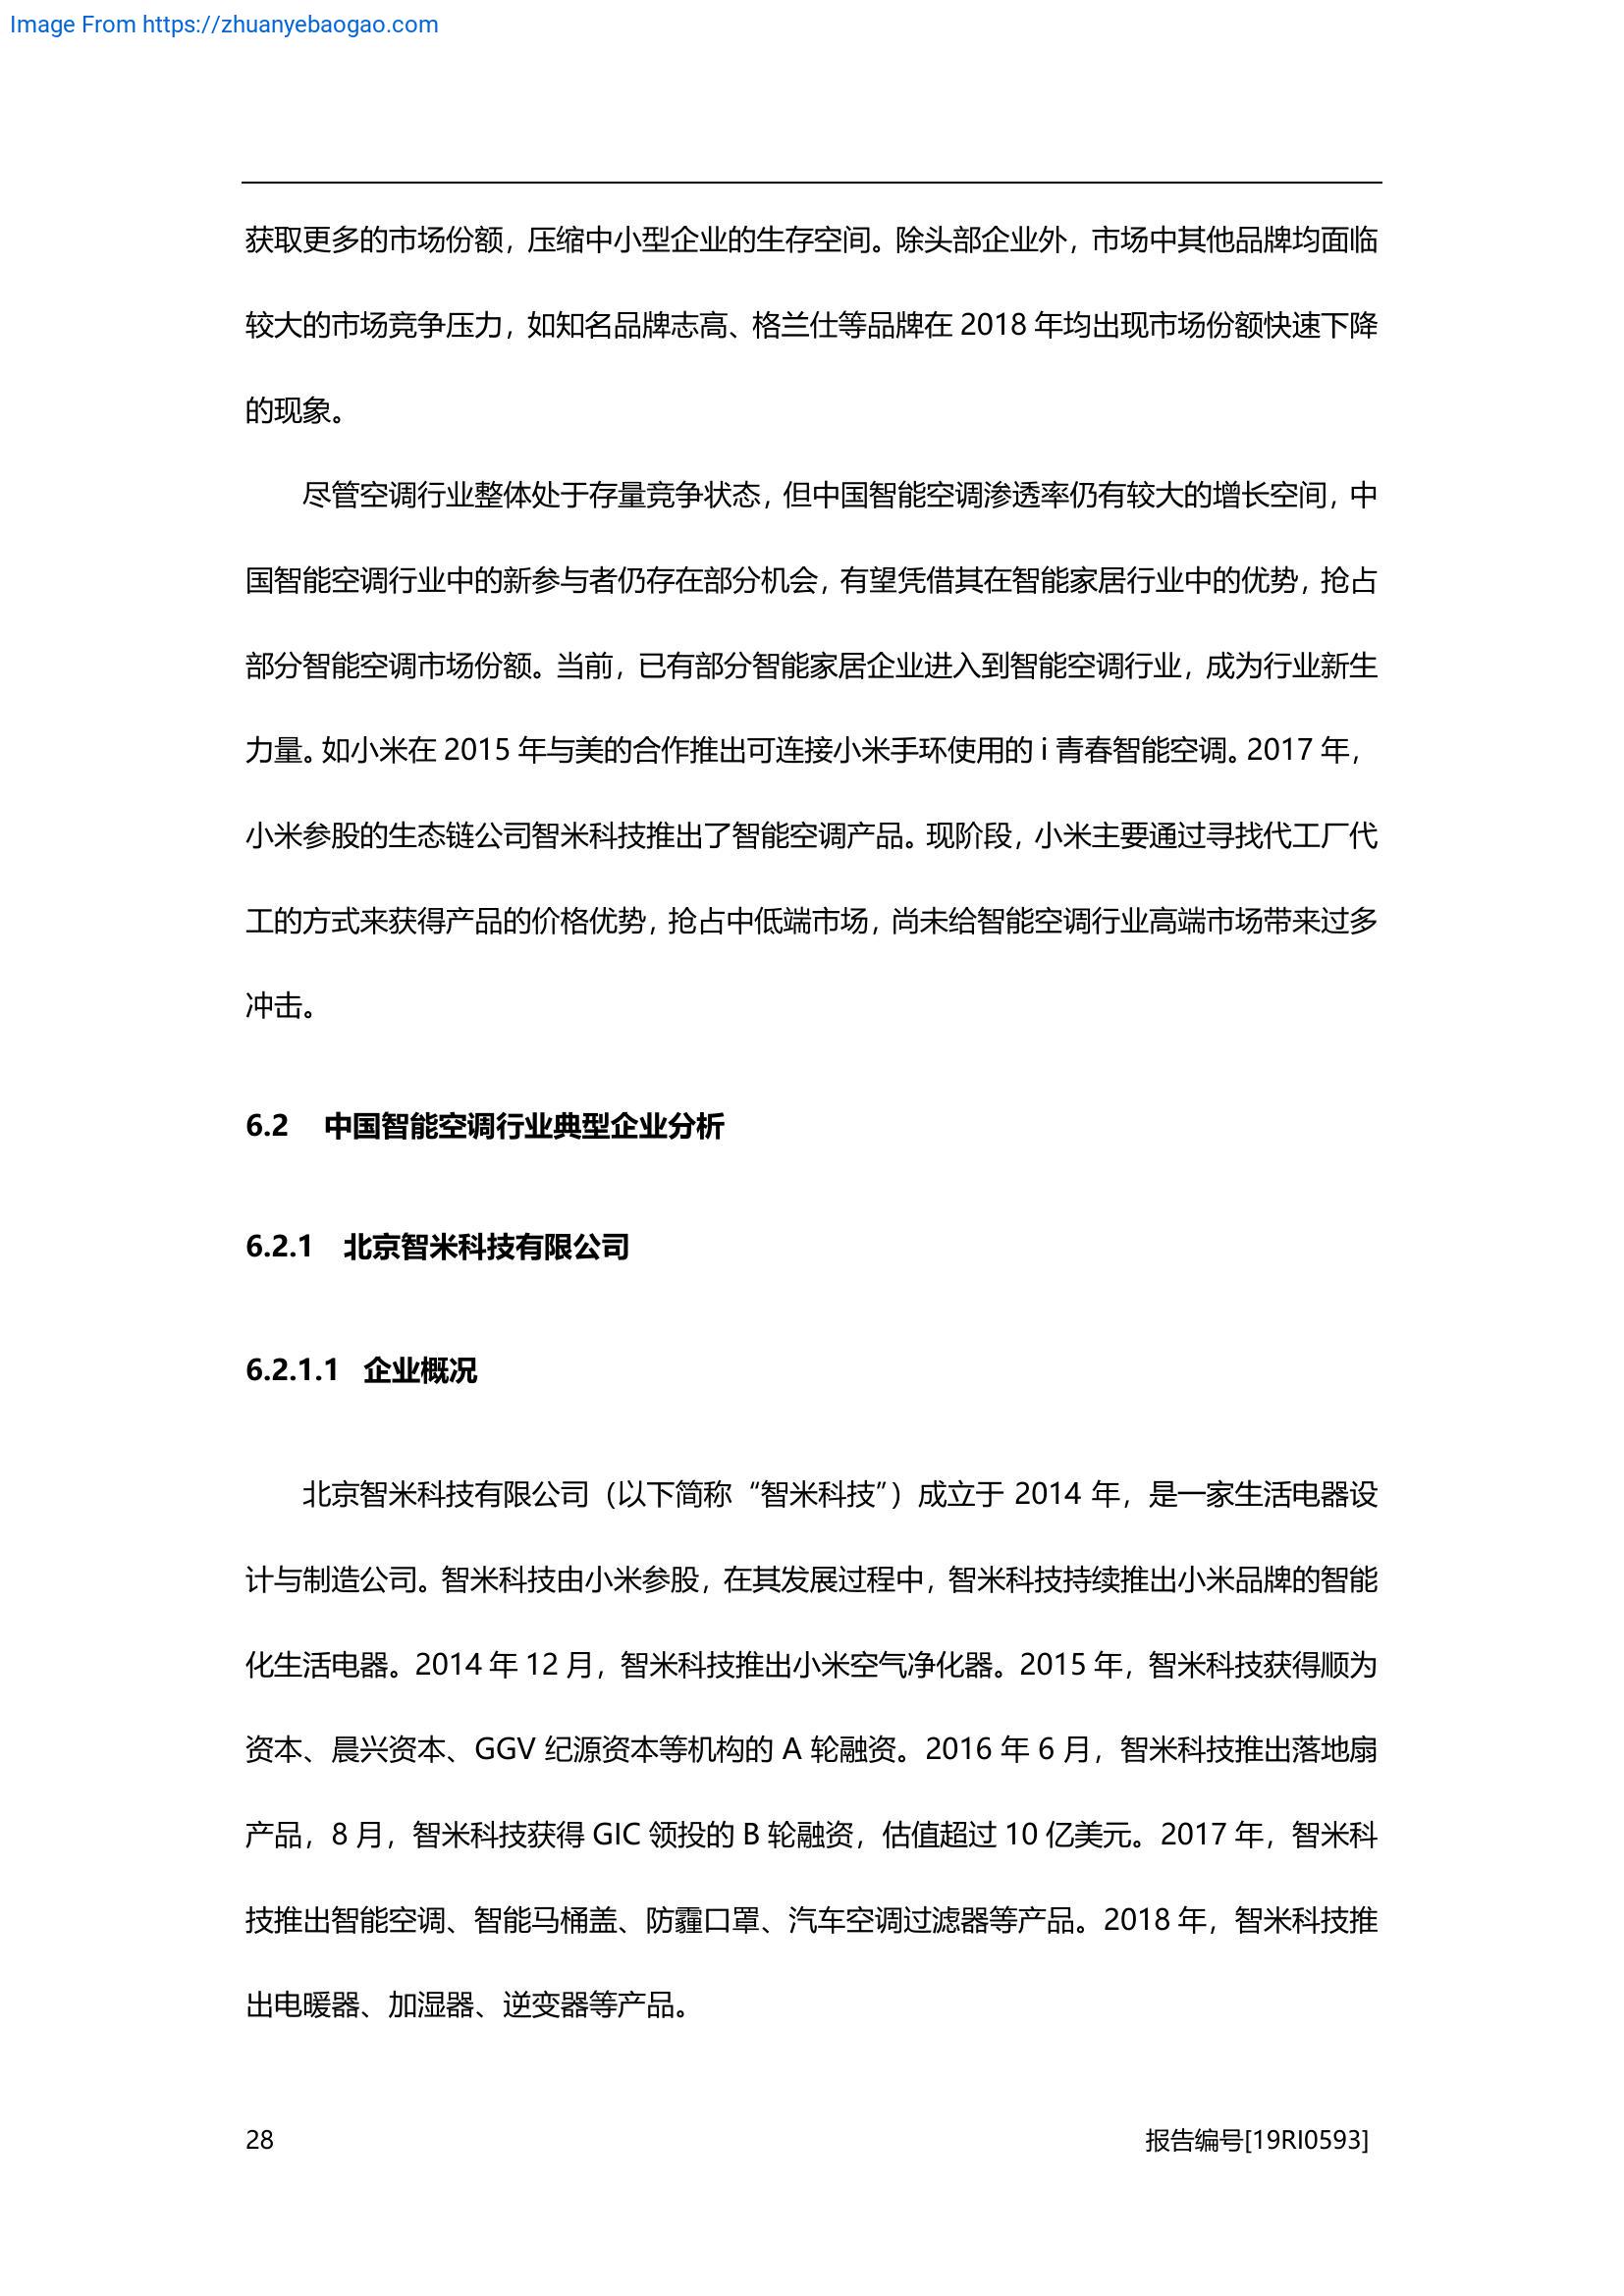 Image From https://zhuanyebaogao.com
获取更多的市场份额，压缩中小型企业的生存空间。除头部企业外，市场中其他品牌均面临
较大的市场竞争压力，如知名品牌志高、格兰仕等品牌在 2018 年均出现市场份额快速下降
的现象。
尽管空调行业整体处于存量竞争状态，但中国智能空调渗透率仍有较大的增长空间，中
国智能空调行业中的新参与者仍存在部分机会，有望凭借其在智能家居行业中的优势，抢占
部分智能空调市场份额。当前，已有部分智能家居企业进入到智能空调行业，成为行业新生
力量。如小米在 2015 年与美的合作推出可连接小米手环使用的 i 青春智能空调。2017 年，
小米参股的生态链公司智米科技推出了智能空调产品。现阶段，小米主要通过寻找代工厂代
工的方式来获得产品的价格优势，抢占中低端市场，尚未给智能空调行业高端市场带来过多
冲击。
6.2 中国智能空调行业典型企业分析
6.2.1 北京智米科技有限公司
6.2.1.1 企业概况
北京智米科技有限公司（以下简称“智米科技”）成立于 2014 年，是一家生活电器设
计与制造公司。智米科技由小米参股，在其发展过程中，智米科技持续推出小米品牌的智能
化生活电器。2014 年 12 月，智米科技推出小米空气净化器。2015 年，智米科技获得顺为
资本、晨兴资本、GGV 纪源资本等机构的 A 轮融资。2016 年 6 月，智米科技推出落地扇
产品，8 月，智米科技获得 GIC 领投的 B 轮融资，估值超过 10 亿美元。2017 年，智米科
技推出智能空调、智能马桶盖、防霾口罩、汽车空调过滤器等产品。2018 年，智米科技推
出电暖器、加湿器、逆变器等产品。
28 报告编号[19RI0593]